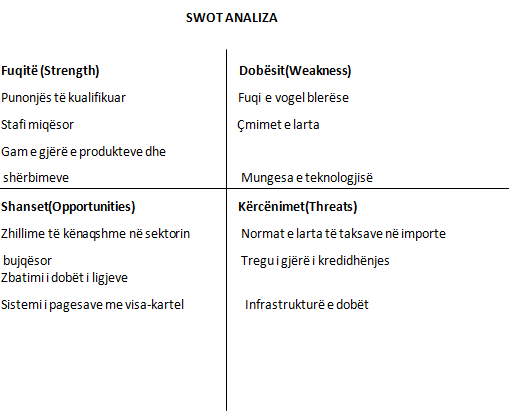 SWOT ANALIZA
Fuqitë (Strength)
Punonjës të kualifikuar
Stafi miqësor
Gam e gjërë e produkteve dhe
shërbimeve
Dobësit(Weakness)
Fuqi e vogel blerëse
Çmimet e larta
Mungesa e teknologjisë
Shanset(Opportunities)
Zhillime të kënaqshme në sektorin
bujqësor
Zbatimi i dobët i ligjeve
Sistemi i pagesave me visa-kartel
Kërcënimet(Threats)
Normat e larta të taksave në importe
Tregu i gjërë i kredidhënjes
Infrastrukturë e dobët